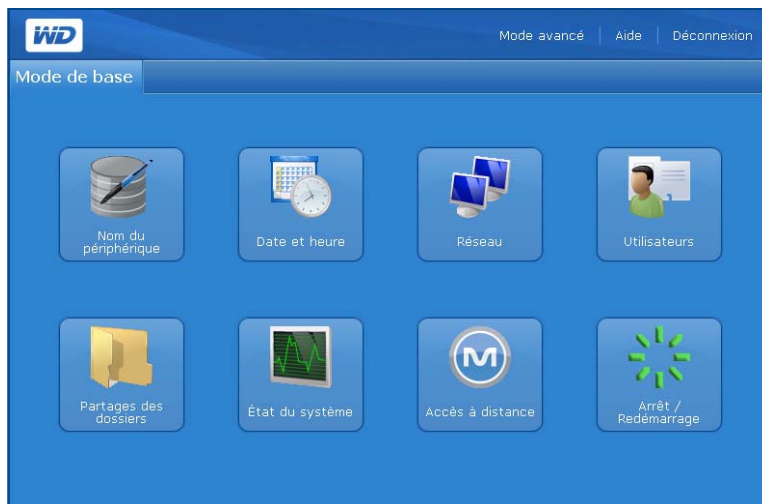 WD
Mode avancé
Aide
Déconnexion
Mode de base
Nom du
périphérique
Date et heure
Réseau
Utilisateurs
Partages des
dossiers
État du système
M
Accès à distance
Arrêt /
Redémarrage